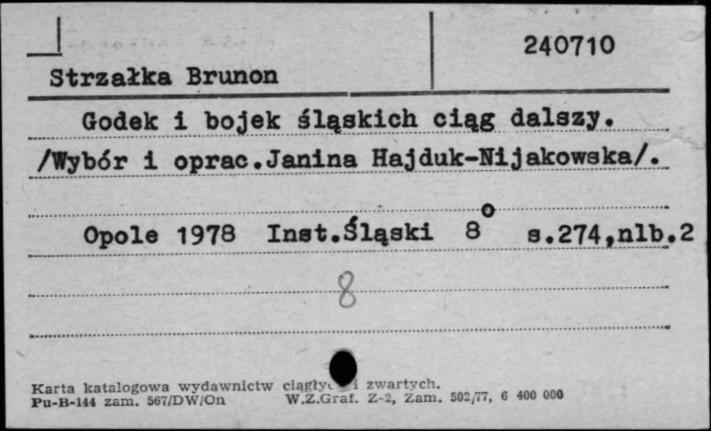 240710
Strzałka Brunon
Godek i bojek śląskich ciąg dalszy.
/Wybór i oprac.Janina Hajduk-Nijakowska/.
Opole 1978 Inst.Śląski 8° s.274,nlb.2
8
Karta katalogowa wydawnictw i zwartych.
Pu-B-144 zam. 567/DW/On W.Z.Graf. Z-2, Zam. 502/77, 6 400 000